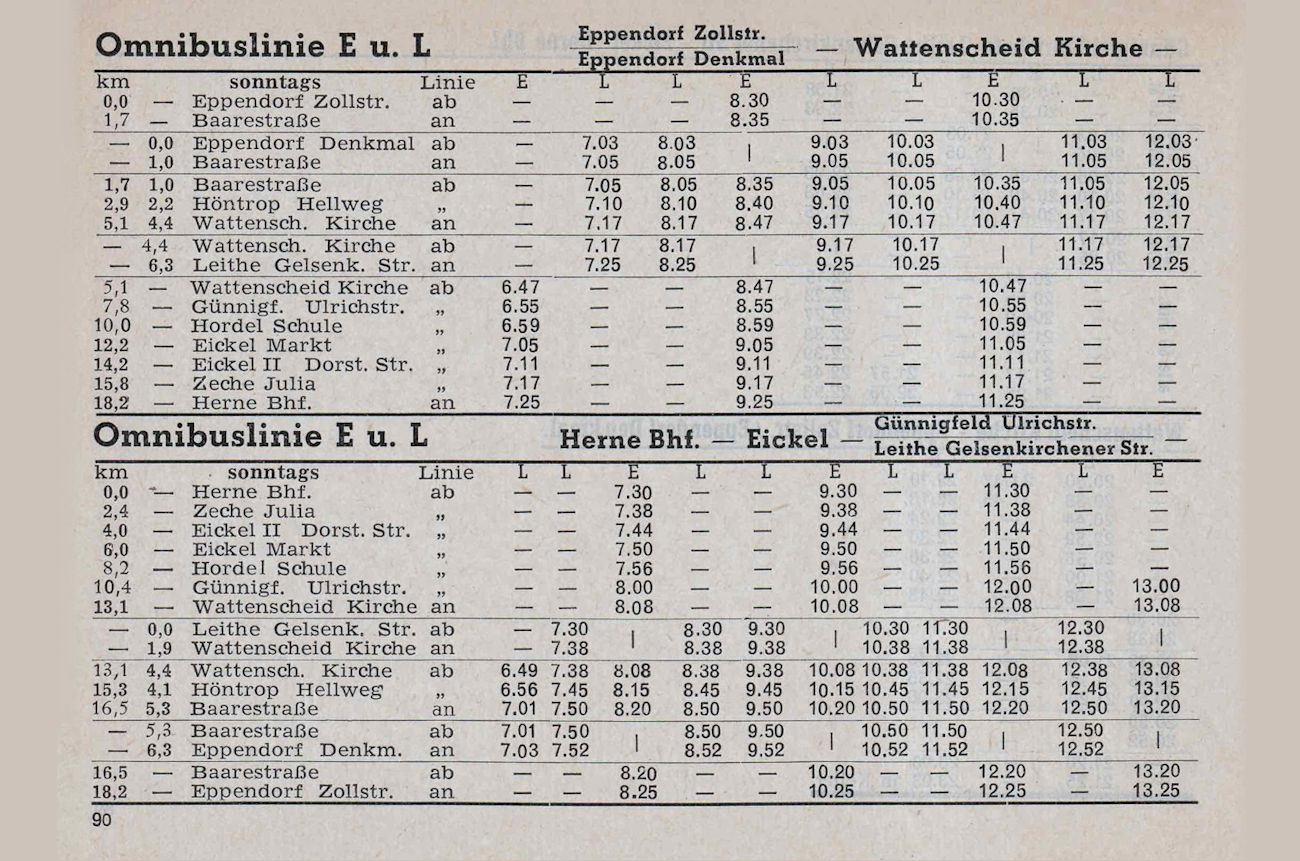 Omnibuslinie E u. L Eppendorf Zollstr. — Wattenscheid Kirche —
Eppendorf Denkmal
km sonntags Linie E L L E L L E L L
0,0 — Eppendorf Zollstr. ab — — — 8.30 — — 10.30 — —
1,7 — Baarestraße an — — — 8.35 — — 10.35 — —
— 0,0 Eppendorf Denkmal ab — 7.03 8.03 | 9.03 10.03 | 11.03 12.03
— 1,0 Baarestraße an — 7.05 8.05 9.05 10.05 11.05 12.05
1,7 1,0 Baarestraße ab — 7.05 8.05 8.35 9.05 10.05 10.35 11.05 12.05
2,9 2,2 Höntrop Hellweg „ — 7.10 8.10 8.40 9.10 10.10 10.40 11.10 12.10
5,1 4,4 Wattensch. Kirche an — 7.17 8.17 8.47 9.17 10.17 10.47 11.17 12.17
— 4,4 Wattensch. Kirche ab — 7.17 8.17 | 9.17 10.17 | 11.17 12.17
— 6,3 Leithe Gelsenk. Str. an — 7.25 8.25 9.25 10.25 11.25 12.25
5,1 — Wattenscheid Kirche ab 6.47 — — 8.47 — — 10.47 — —
7,8 — Günnigf. Ulrichstr. „ 6.55 — — 8.55 — — 10.55 — —
10,0 — Hordel Schule „ 6.59 — — 8.59 — — 10.59 — —
12,2 — Eickel Markt „ 7.05 — — 9.05 — — 11.05 — —
14,2 — Eickel II Dorst. Str. „ 7.11 — — 9.11 — — 11.11 — —
15,8 — Zeche Julia „ 7.17 — — 9.17 — — 11.17 — —
18,2 — Herne Bhf. an 7.25 — — 9.25 — — 11.25 — —
Omnibuslinie E u. L Herne Bhf. — Eickel — Günnigfeld Ulrichstr.
Leithe Gelsenkirchener Str.
km sonntags Linie L L E L L E L L E L E
0,0 — Herne Bhf. ab — — 7.30 — — 9.30 — — 11.30 — —
2,4 — Zeche Julia „ — — 7.38 — — 9.38 — — 11.38 — —
4,0 — Eickel II Dorst. Str. „ — — 7.44 — — 9.44 — — 11.44 — —
6,0 — Eickel Markt „ — — 7.50 — — 9.50 — — 11.50 — —
8,2 — Hordel Schule „ — — 7.56 — — 9.56 — — 11.56 — —
10,4 — Günnigf. Ulrichstr. „ — — 8.00 — — 10.00 — — 12.00 — 13.00
13,1 — Wattenscheid Kirche an — — 8.08 — — 10.08 — — 12.08 — 13.08
— 0,0 Leithe Gelsenk. Str. ab — 7.30 | 8.30 9.30 | 10.30 11.30 | 12.30 |
— 1,9 Wattenscheid Kirche an — 7.38 8.38 9.38 10.38 11.38 12.38
13,1 4,4 Wattensch. Kirche ab 6.49 7.38 8.08 8.38 9.38 10.08 10.38 11.38 12.08 12.38 13.08
15,3 4,1 Höntrop Hellweg „ 6.56 7.45 8.15 8.45 9.45 10.15 10.45 11.45 12.15 12.45 13.15
16,5 5,3 Baarestraße an 7.01 7.50 8.20 8.50 9.50 10.20 10.50 11.50 12.20 12.50 13.20
— 5,3 Baarestraße ab 7.01 7.50 | 8.50 9.50 | 10.50 11.50 | 12.50 |
— 6,3 Eppendorf Denkm. an 7.03 7.52 8.52 9.52 10.52 11.52 12.52
16,5 — Baarestraße ab — — 8.20 — — 10.20 — — 12.20 — 13.20
18,2 — Eppendorf Zollstr. an — — 8.25 — — 10.25 — — 12.25 — 13.25
90